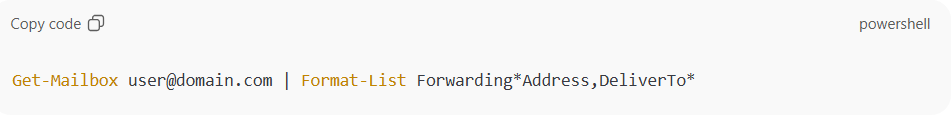 Copy code powershell
Get-Mailbox user@domain.com | Format-List Forwarding*Address,DeliverTo*